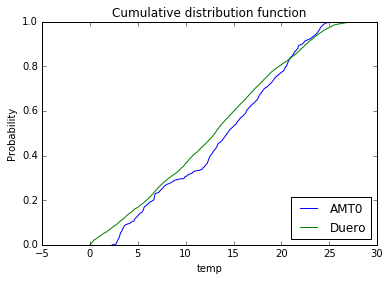 Cumulative distribution function
1.0
0.8
0.6
0.4
0.2
0.0
Probability
AMT0
Duero
−5 0 5 10 15 20 25 30
temp